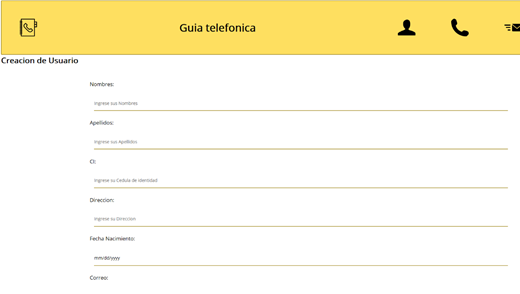 Guia telefonica
Creacion de Usuario
Nombres:
Ingrese sus Nombres
Apellidos:
Ingrese sus Apellidos
CI:
Ingrese su Cedula de Identidad
Direccion:
Ingrese su Direccion
Fecha Nacimiento:
mm/dd/yyyy
Correo: